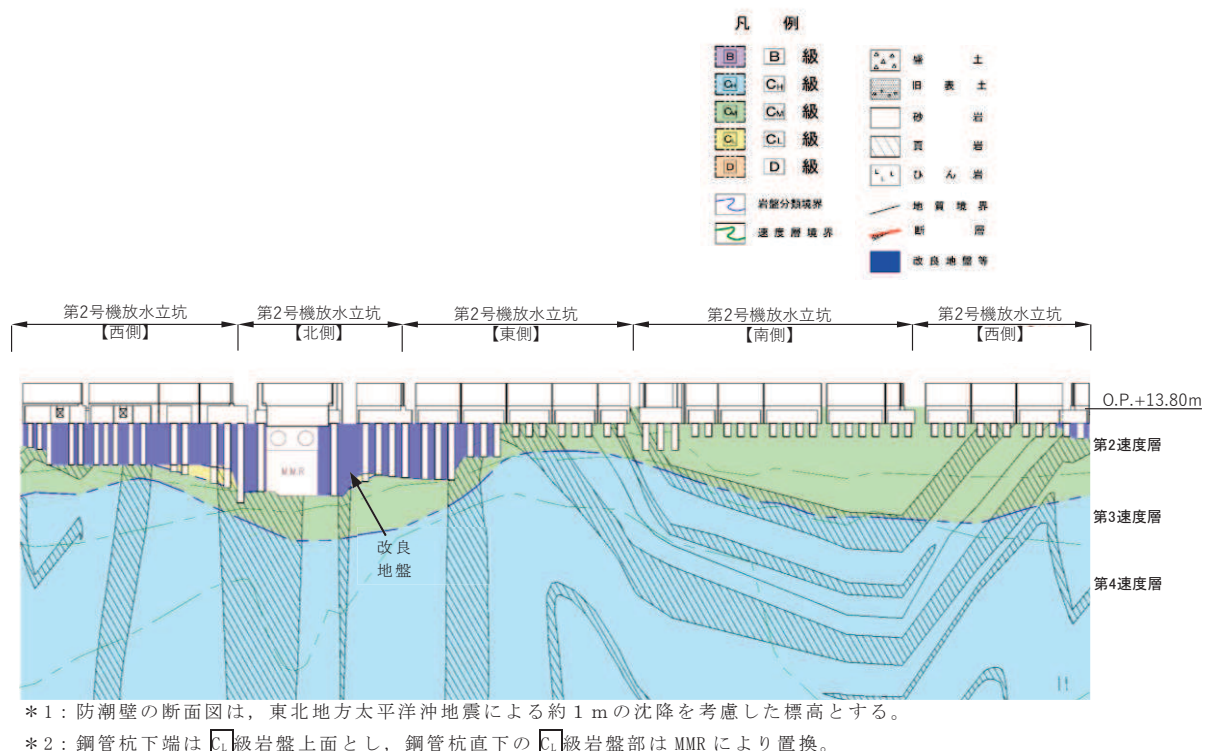 凡 例
B B 級
CH CH 級
CM CM 級
CL CL 級
D D 級
岩盤分類境界
速度層境界
盛土
旧表土
砂岩
頁岩
ひん岩
地質境界
断層
改良地盤等
第2号機放水立坑
【西側】
第2号機放水立坑
【北側】
第2号機放水立坑
【東側】
第2号機放水立坑
【南側】
第2号機放水立坑
【西側】
O.P.+13.80m
第2速度層
第3速度層
第4速度層
MMR
改良
地盤
*1：防潮壁の断面図は，東北地方太平洋沖地震による約1mの沈降を考慮した標高とする。
*2：鋼管杭下端はCL級岩盤上面とし，鋼管杭直下のCL級岩盤部はMMRにより置換。